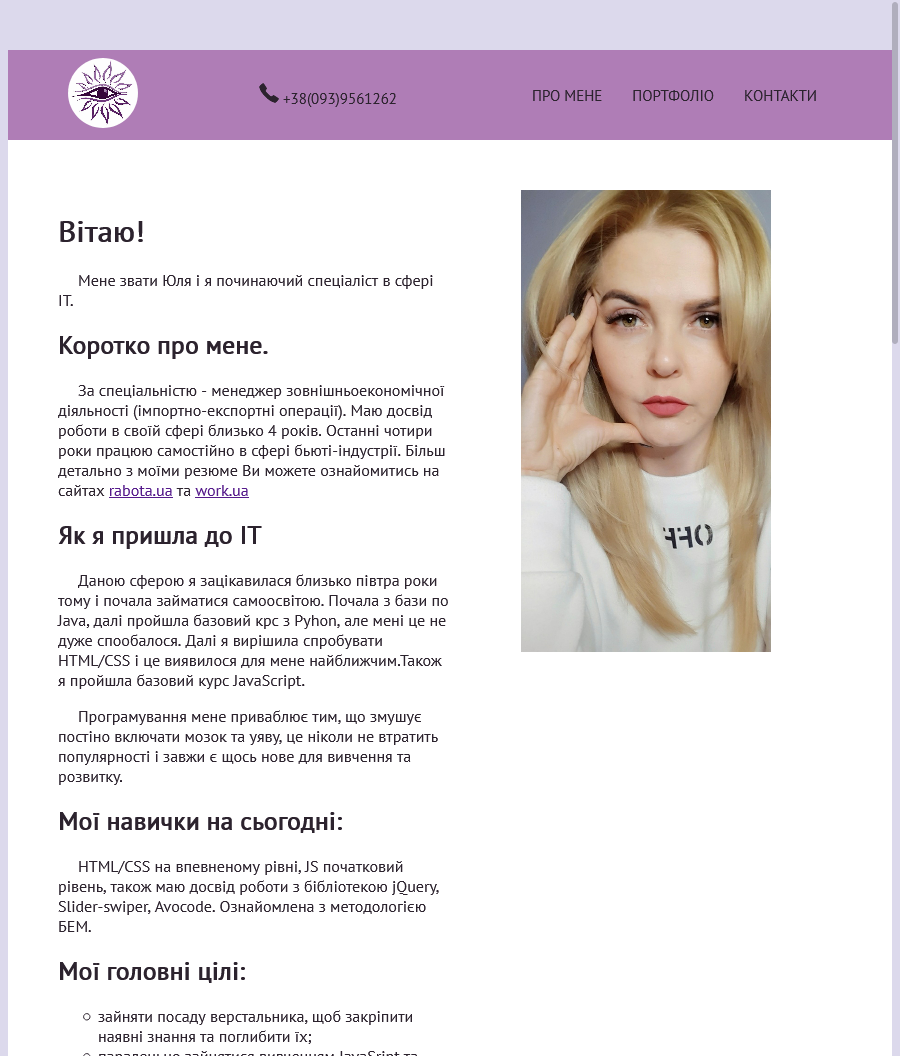 +38(093)9561262
ПРО МЕНЕ
ПОРТФОЛІО
КОНТАКТИ
Вітаю!
Мене звати Юля і я починаючий спеціаліст в сфері
ІТ.
Коротко про мене.
За спеціальністю - менеджер зовнішньоекономічної
діяльності (імпортно-експортні операції). Маю досвід
роботи в своїй сфері близько 4 років. Останні чотири
роки працюю самостійно в сфері бьюті-індустрії. Більш
детально з моїми резюме Ви можете ознайомитись на
сайтах rabota.ua та work.ua
Як я пришла до ІТ
Даною сферою я зацікавилася близько півтра роки
тому і почала займатися самоосвітою. Почала з бази по
Java, далі пройшла базовий крс з Pyhon, але мені це не
дуже спообалося. Далі я вирішила спробувати
HTML/CSS і це виявилося для мене найближчим.Також
я пройшла базовий курс JavaScript.
Програмування мене приваблює тим, що змушує
постіно включати мозок та уяву, це ніколи не втратить
популярності і завжи є щось нове для вивчення та
розвитку.
Мої навички на сьогодні:
HTML/CSS на впевненому рівні, JS початковий
рівень, також маю досвід роботи з бібліотекою jQuery,
Slider-swiper, Avocode. Ознайомлена з методологією
БЕМ.
Мої головні цілі:
зайняти посаду верстальника, щоб закріпити
наявні знання та поглибити їх;
OFF